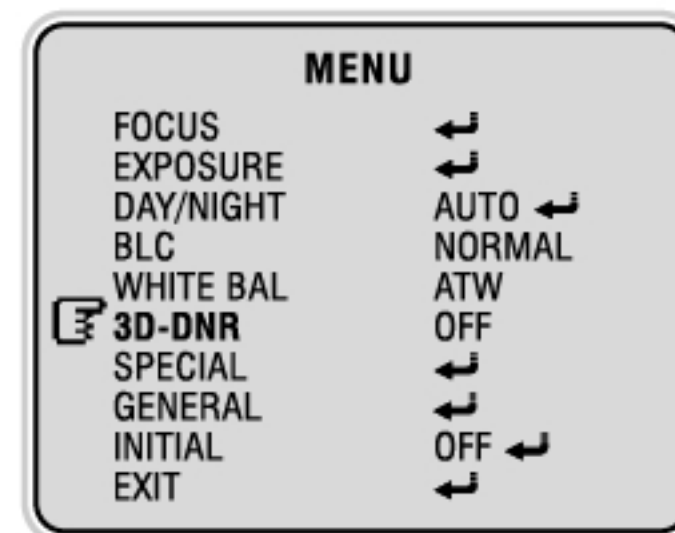 MENU
FOCUS ↵
EXPOSURE ↵
DAY/NIGHT AUTO ↵
BLC NORMAL
WHITE BAL ATW
3D-DNR OFF
SPECIAL ↵
GENERAL ↵
INITIAL OFF ↵
EXIT ↵